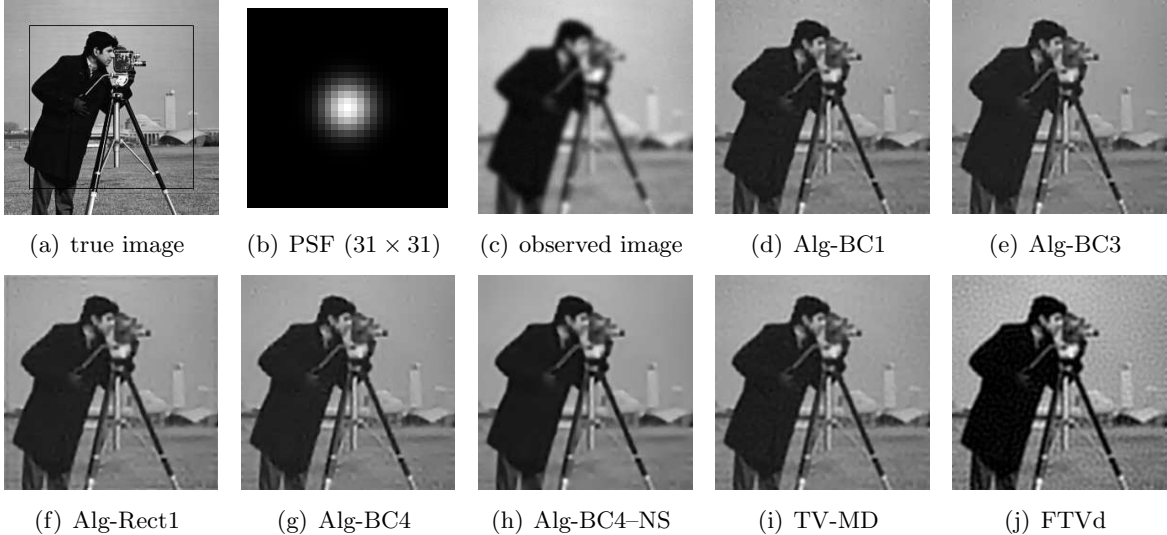 (a) true image
(b) PSF (31 × 31)
(c) observed image
(d) Alg-BC1
(e) Alg-BC3
(f) Alg-Rect1
(g) Alg-BC4
(h) Alg-BC4–NS
(i) TV-MD
(j) FTVd